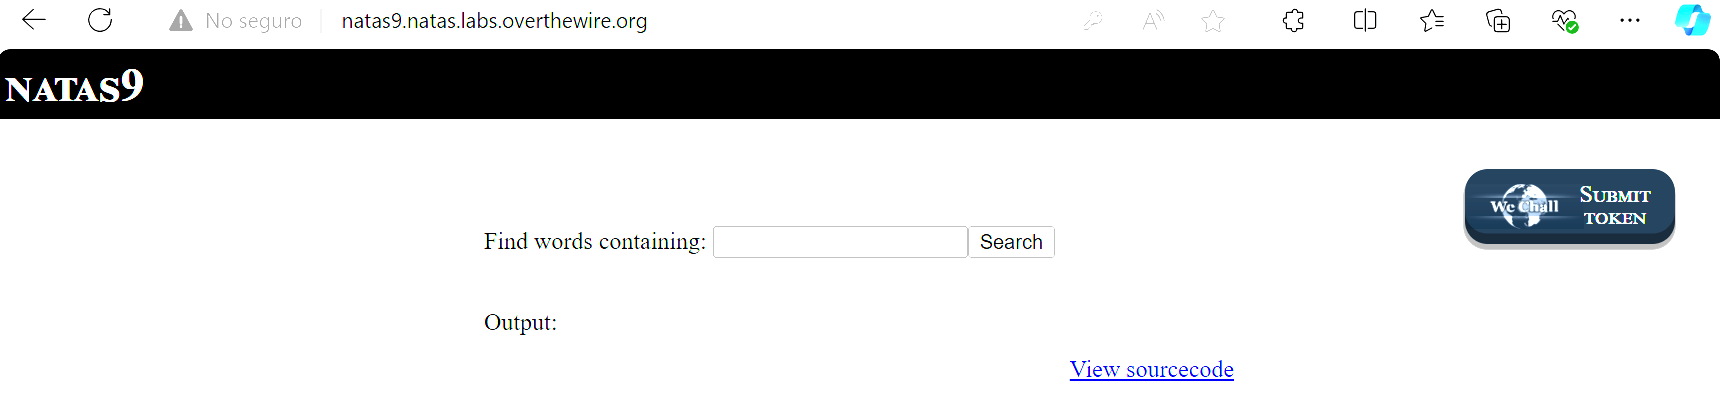 No seguro natas9.natas.labs.overthewire.org
NATAS9
We Chall SUBMIT TOKEN
Find words containing: Search
Output:
View sourcecode